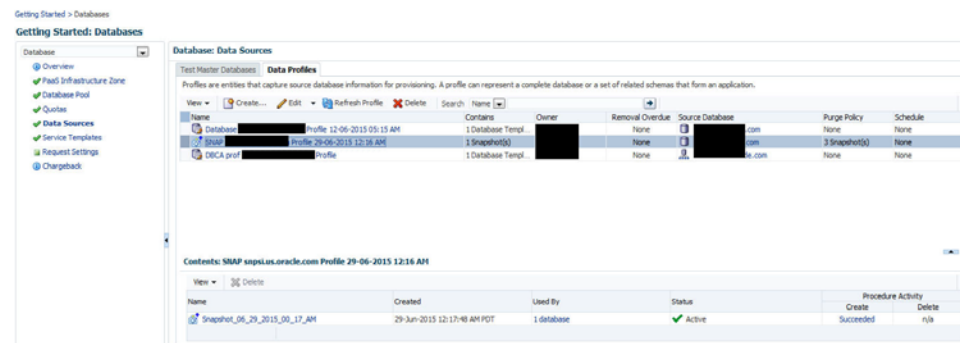 Getting Started > Databases
Getting Started: Databases
Database
Overview
PaaS Infrastructure Zone
Database Pool
Quotas
Data Sources
Service Templates
Request Settings
Chargeback
Database: Data Sources
Test Master Databases Data Profiles
Profiles are entities that capture source database information for provisioning. A profile can represent a complete database or a set of related schemas that form an application.
View Create... Edit Refresh Profile Delete Search Name
Name Contains Owner Removal Overdue Source Database Purge Policy Schedule
Database Profile 12-06-2015 05:15 AM 1 Database Templ... None .com None None
SNAP Profile 29-06-2015 12:16 AM 1 Snapshot(s) None .com 3 Snapshot(s) None
DBCA prof Profile 1 Database Templ... None le.com None None
Contents: SNAP snpsi.us.oracle.com Profile 29-06-2015 12:16 AM
View Delete
Name Created Used By Status Procedure Activity
Create Delete
Snapshot_06_29_2015_00_17_AM 29-Jun-2015 12:17:48 AM PDT 1 database Active Succeeded n/a